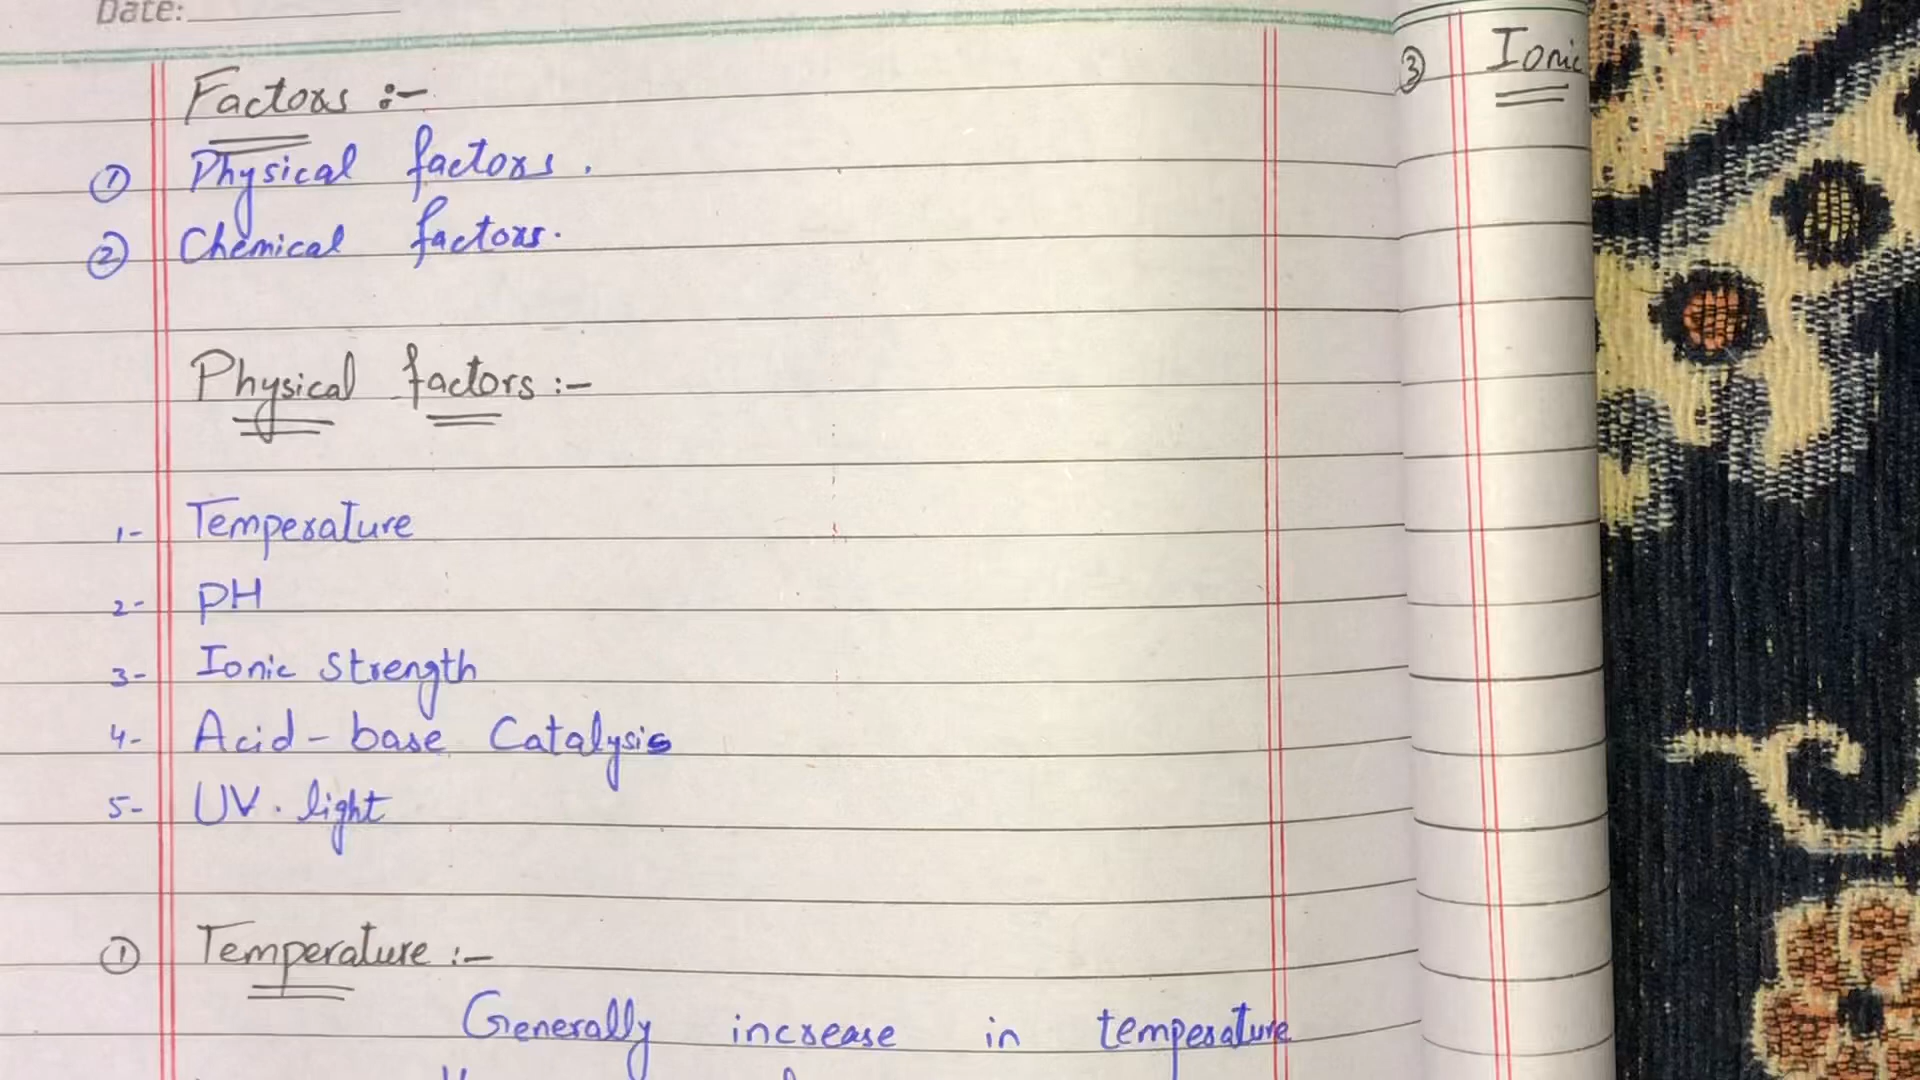 Date:
Factors :-
① Physical factors.
② Chemical factors.
Physical factors :-
1- Temperature
2- PH
3- Ionic Strength
4- Acid-base Catalysis
5- UV. light
① Temperature :-
Generally increase in temperature
③ Ionic